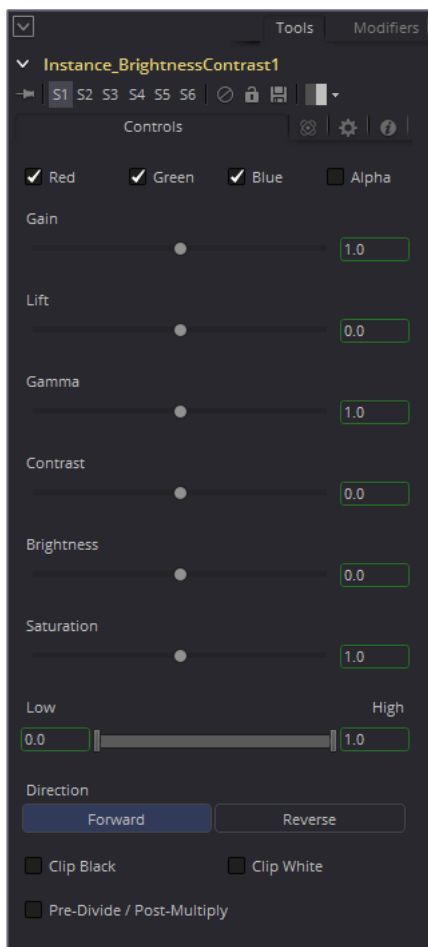 Tools Modifiers
Instance_BrightnessContrast1
S1 S2 S3 S4 S5 S6
Controls
Red Green Blue Alpha
Gain
1.0
Lift
0.0
Gamma
1.0
Contrast
0.0
Brightness
0.0
Saturation
1.0
Low High
0.0 1.0
Direction
Forward Reverse
Clip Black Clip White
Pre-Divide / Post-Multiply